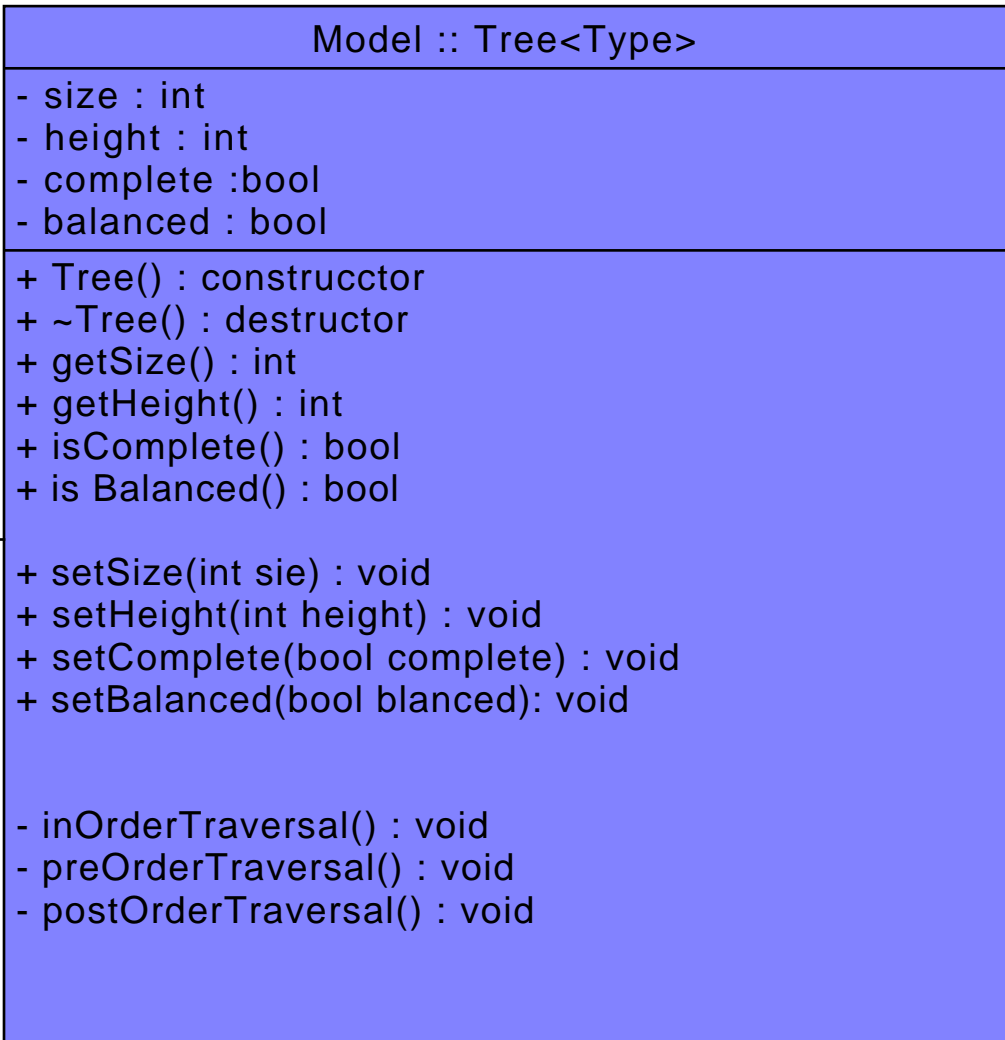 Model :: Tree<Type>
- size : int
- height : int
- complete :bool
- balanced : bool
+ Tree() : construcctor
+ ~Tree() : destructor
+ getSize() : int
+ getHeight() : int
+ isComplete() : bool
+ is Balanced() : bool
+ setSize(int sie) : void
+ setHeight(int height) : void
+ setComplete(bool complete) : void
+ setBalanced(bool blanced): void
- inOrderTraversal() : void
- preOrderTraversal() : void
- postOrderTraversal() : void